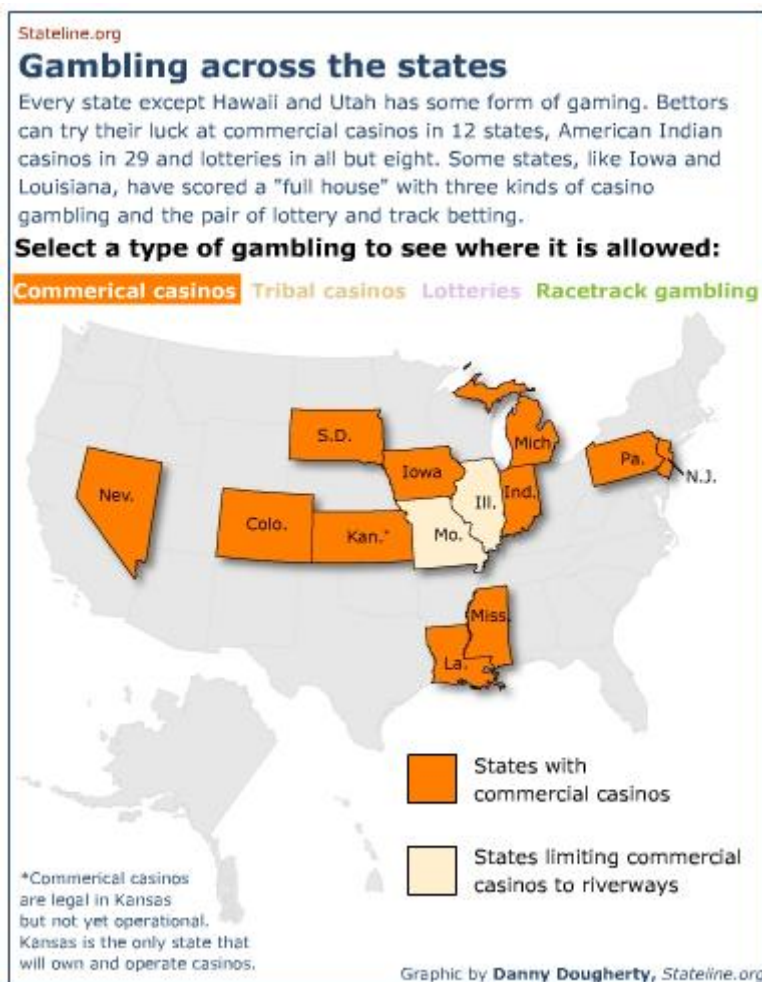 Stateline.org
Gambling across the states
Every state except Hawaii and Utah has some form of gaming. Bettors
can try their luck at commercial casinos in 12 states, American Indian
casinos in 29 and lotteries in all but eight. Some states, like Iowa and
Louisiana, have scored a "full house" with three kinds of casino
gambling and the pair of lottery and track betting.
Select a type of gambling to see where it is allowed:
Commerical casinos Tribal casinos Lotteries Racetrack gambling
S.D.
Mich.
Iowa
Pa.
Nev.
Ill.
Ind.
N.J.
Colo.
Kan.*
Mo.
Miss.
La.
States with
commercial casinos
States limiting commercial
casinos to riverways
*Commerical casinos
are legal in Kansas
but not yet operational.
Kansas is the only state that
will own and operate casinos.
Graphic by Danny Dougherty, Stateline.org